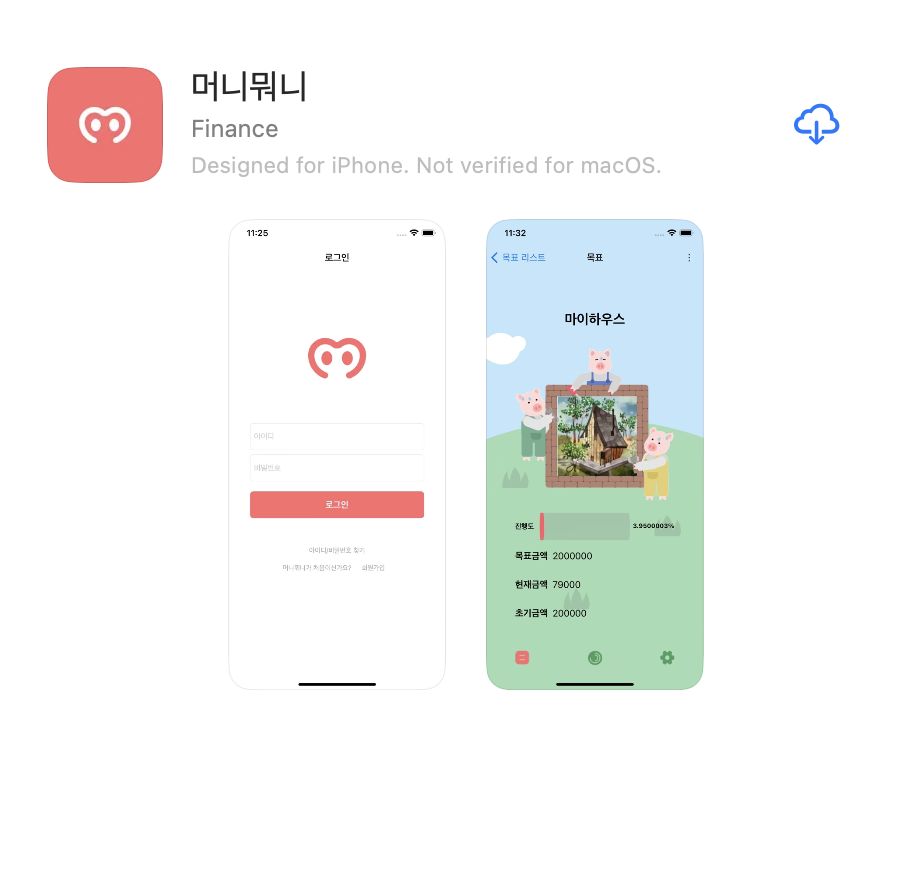 머니뭐니
Finance
Designed for iPhone. Not verified for macOS.
11:25
로그인
아이디
비밀번호
로그인
아이디/비밀번호 찾기
머니뭐니가 처음이신가요? 회원가입
11:32
목표 리스트 목표
마이하우스
진행도 3.9500003%
목표금액 2000000
현재금액 79000
초기금액 200000